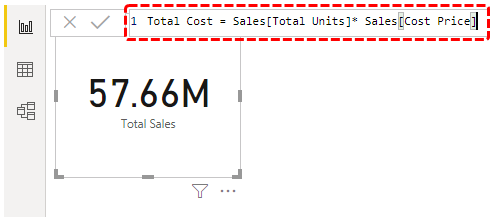 1 Total Cost = Sales[Total Units]* Sales[Cost Price]
57.66M
Total Sales